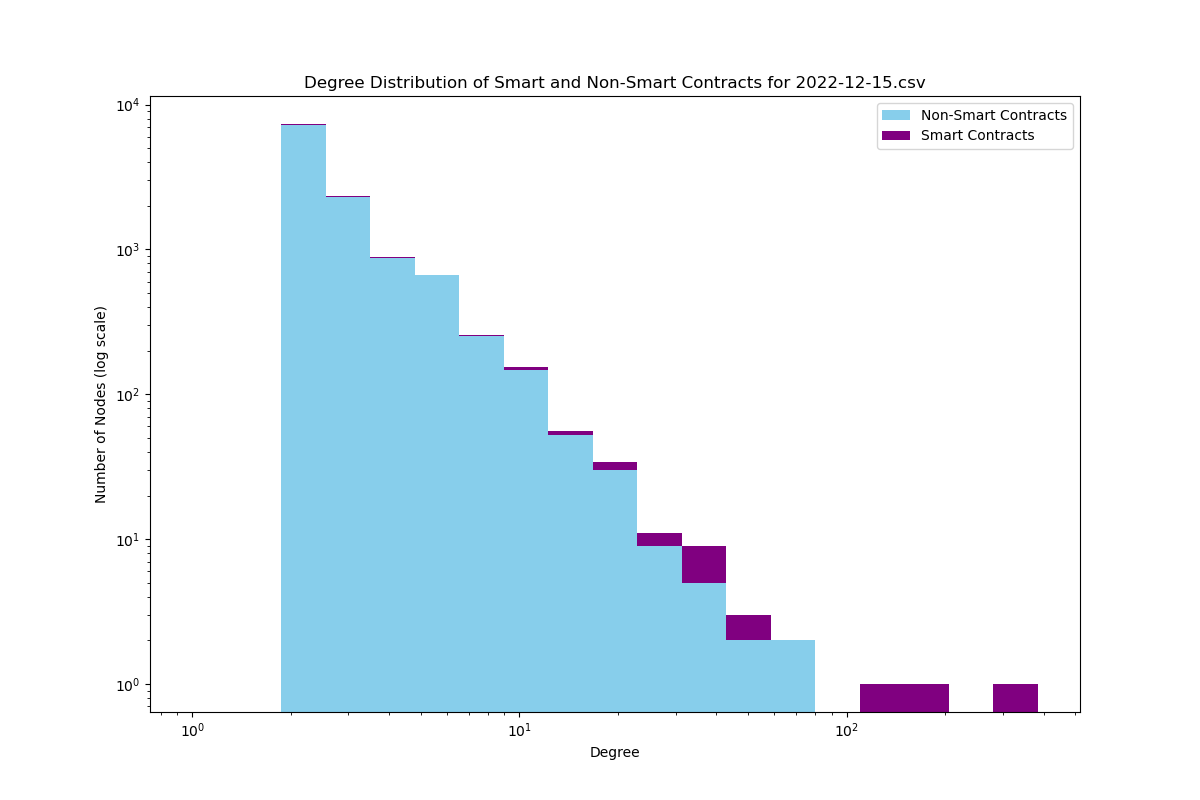 Degree Distribution of Smart and Non-Smart Contracts for 2022-12-15.csv
Non-Smart Contracts
Smart Contracts
Number of Nodes (log scale)
10⁴
10³
10²
10¹
10⁰
10⁰ 10¹ 10²
Degree